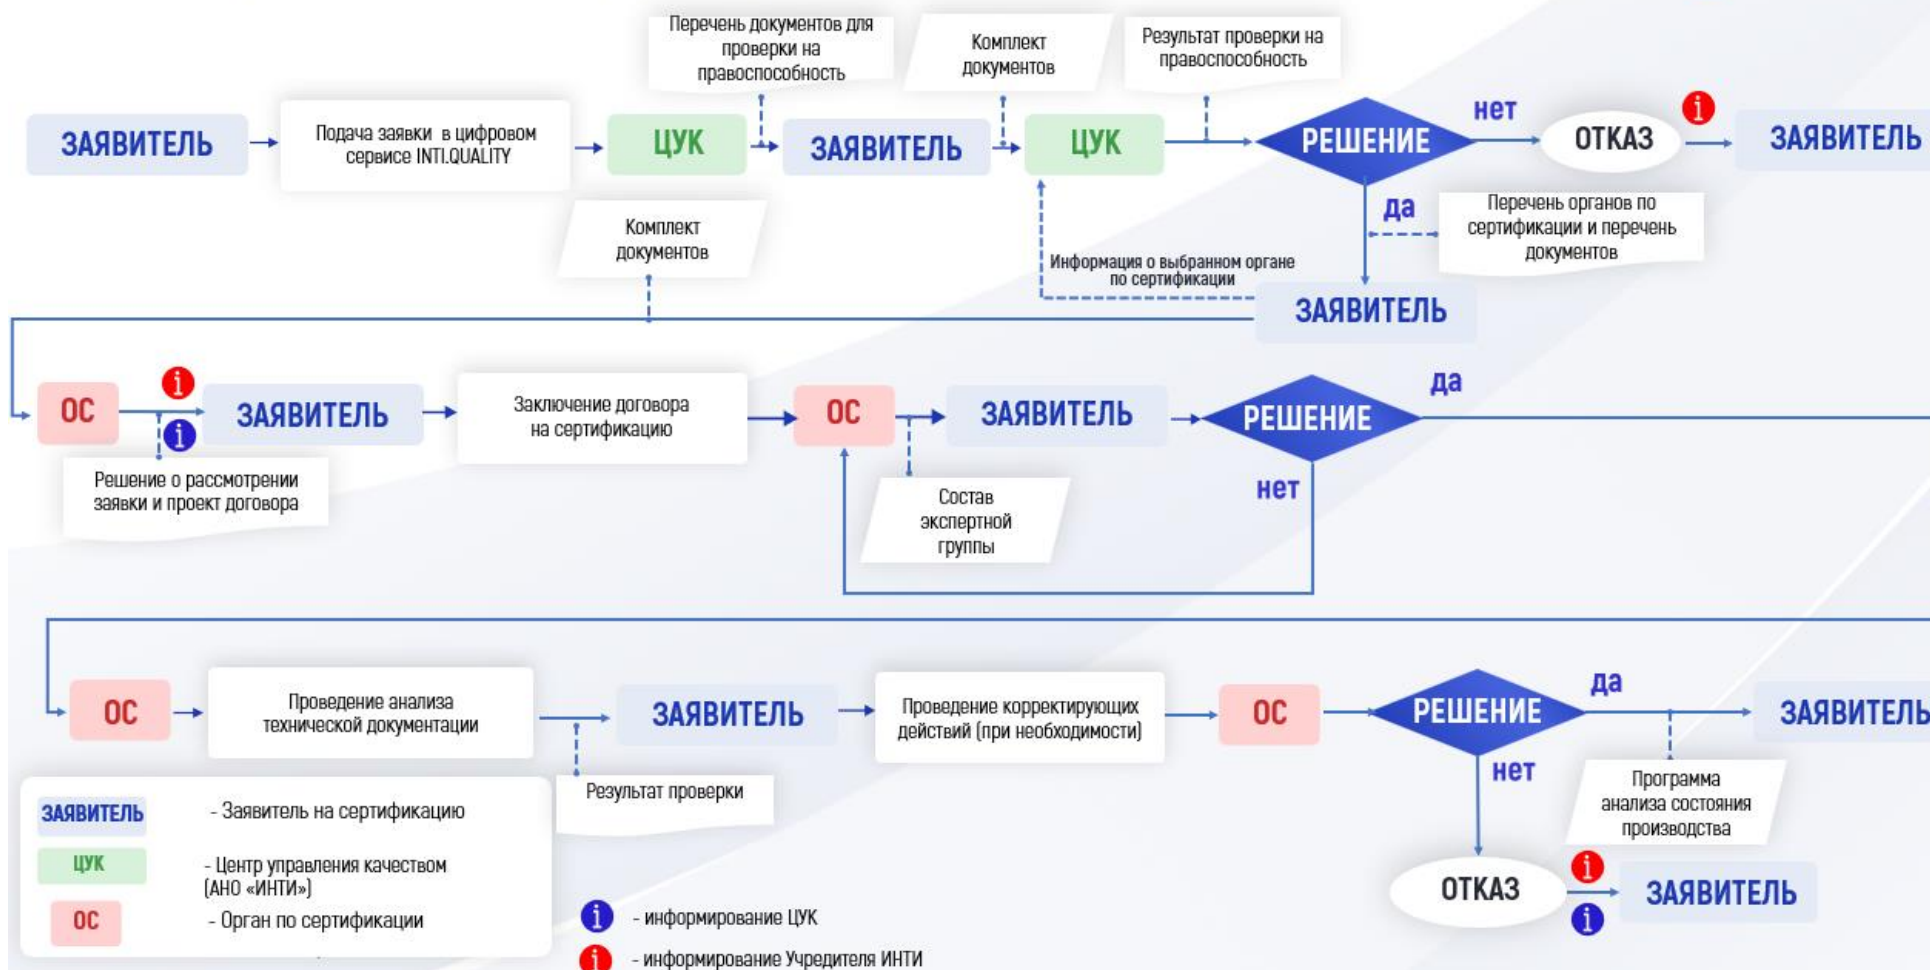 Перечень документов для
проверки на
правоспособность
Комплект
документов
Результат проверки на
правоспособность
ЗАЯВИТЕЛЬ
Подача заявки в цифровом
сервисе INTI.QUALITY
ЦУК
ЗАЯВИТЕЛЬ
ЦУК
РЕШЕНИЕ
нет
ОТКАЗ
i
ЗАЯВИТЕЛЬ
да
Перечень органов по
сертификации и перечень
документов
Комплект
документов
Информация о выбранном органе
по сертификации
ЗАЯВИТЕЛЬ
ОС
i
i
ЗАЯВИТЕЛЬ
Заключение договора
на сертификацию
ОС
ЗАЯВИТЕЛЬ
РЕШЕНИЕ
да
нет
Решение о рассмотрении
заявки и проект договора
Состав
экспертной
группы
ОС
Проведение анализа
технической документации
ЗАЯВИТЕЛЬ
Проведение корректирующих
действий (при необходимости)
ОС
РЕШЕНИЕ
да
ЗАЯВИТЕЛЬ
нет
Результат проверки
Программа
анализа состояния
производства
ОТКАЗ
i
i
ЗАЯВИТЕЛЬ
ЗАЯВИТЕЛЬ - Заявитель на сертификацию
ЦУК - Центр управления качеством
(АНО «ИНТИ»)
ОС - Орган по сертификации
i - информирование ЦУК
i - информирование Учредителя ИНТИ